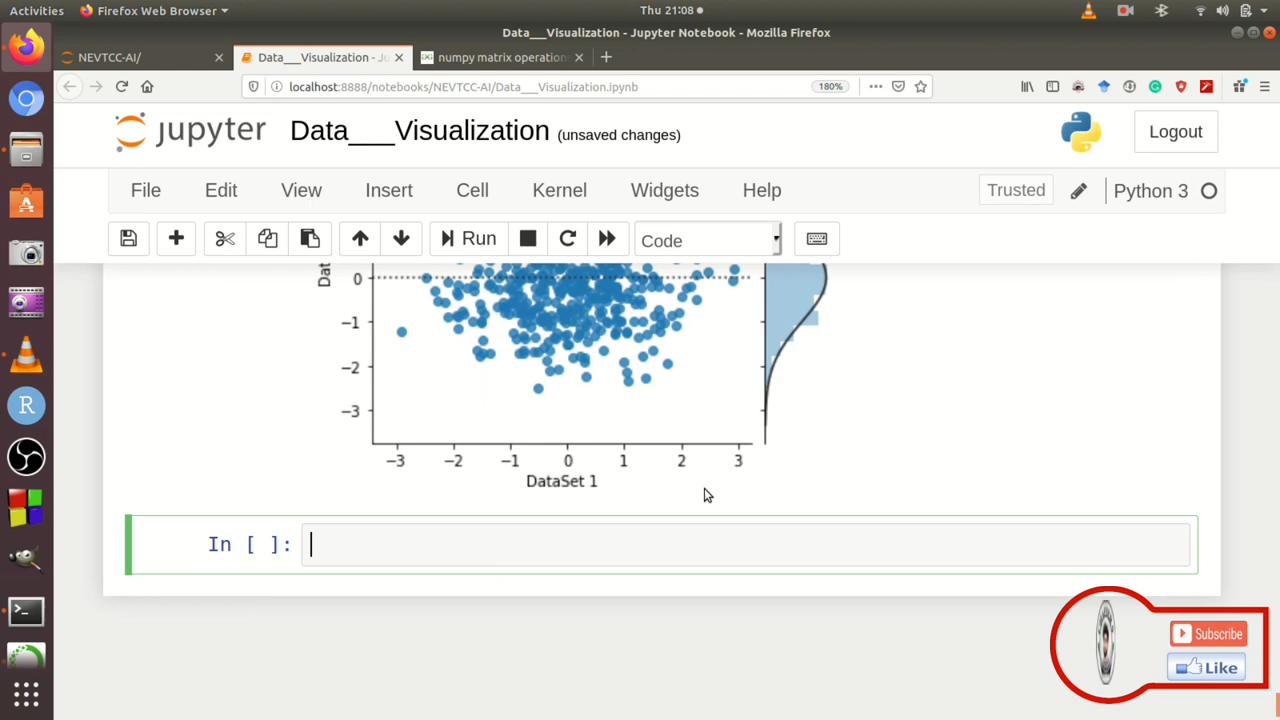 Activities Firefox Web Browser Thu 21:08
Data___Visualization - Jupyter Notebook - Mozilla Firefox
NEVTCC-AI/ Data___Visualization - Ju numpy matrix operation
localhost:8888/notebooks/NEVTCC-AI/Data___Visualization.ipynb 180%
jupyter Data___Visualization (unsaved changes) Logout
File Edit View Insert Cell Kernel Widgets Help Trusted Python 3
Run Code
Dat
0
−1
−2
−3
−3 −2 −1 0 1 2 3
DataSet 1
In [ ]:
Subscribe
Like